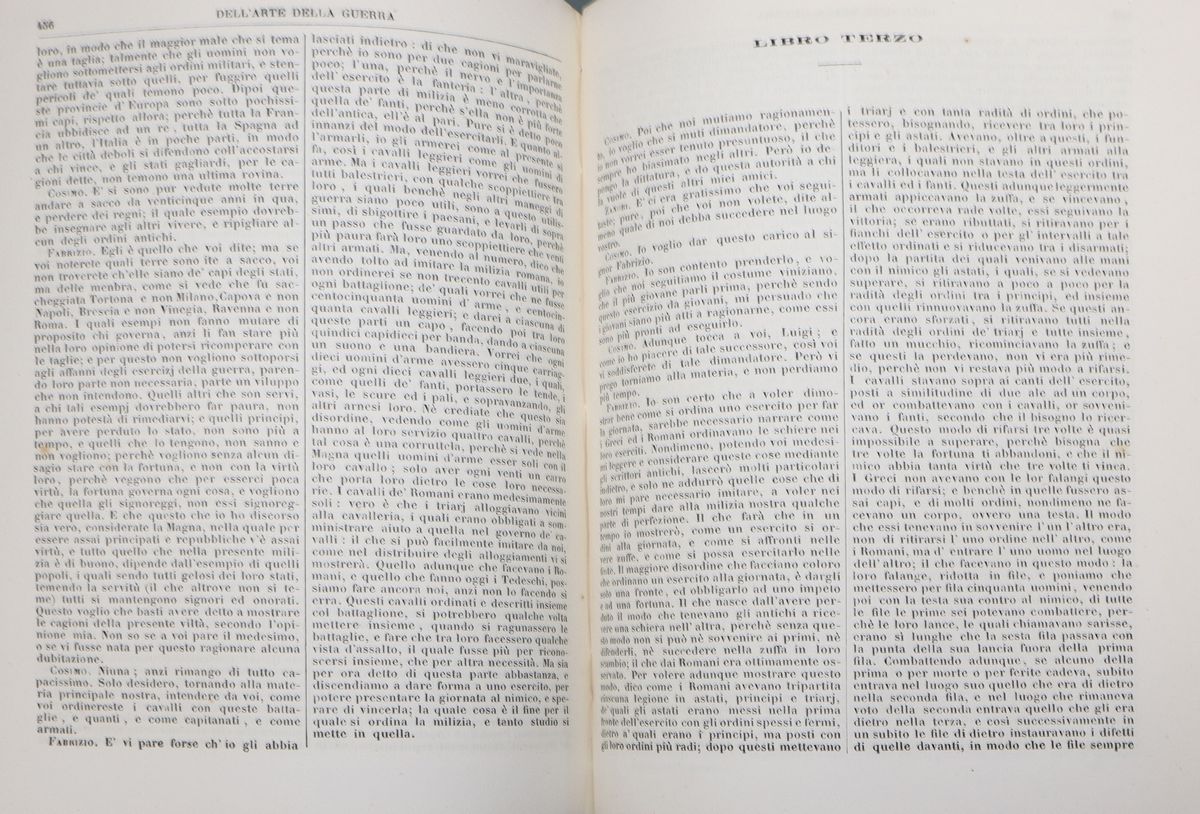 456
DELL'ARTE DELLA GUERRA
loro, in modo che il maggior male che si tema
è una taglia; talmente che gli uomini non vo-
gliono sottomettersi agli ordini militari, e sten-
tare tuttavia sotto quelli, per fuggire quelli
pericoli de' quali temono poco. Dipoi que-
ste provincie d'Europa sono sotto pochissi-
mi capi, rispetto allora; perchè tutta la Fran-
cia ubbidisce ad un re, tutta la Spagna ad
un altro, l'Italia è in poche parti, in modo
che le città deboli si difendono coll'accostarsi
a chi vince, e gli stati gagliardi, per le ca-
gioni dette, non temono una ultima rovina.
COSIMO. E' si sono pur vedute molte terre
andare a sacco da venticinque anni in qua,
e perdere dei regni; il quale esempio dovreb-
be insegnare agli altri vivere, e ripigliare al-
cun degli ordini antichi.
FABRIZIO. Egli è quello che voi dite; ma se
voi noterete quali terre sono ite a sacco, voi
non troverete ch'elle siano de' capi degli stati,
ma delle menbra, come si vede che fu sac-
cheggiata Tortona e non Milano, Capova e non
Napoli, Brescia e non Vinegia, Ravenna e non
Roma. I quali esempi non fanno mutare di
proposito chi governa, anzi li fan stare più
nella loro opinione di potersi ricomperare con
le taglie; e per questo non vogliono sottoporsi
agli affanni degli esercizj della guerra, paren-
do loro parte non necessaria, parte un viluppo
che non intendono. Quelli altri che son servi,
a chi tali esempj dovrebbero far paura, non
hanno potestà di rimediarvi; e quelli principi
per avere perduto lo stato, non sono più a
tempo, e quelli che lo tengono, non sanno e
non vogliono; perchè vogliono senza alcun di-
sagio stare con la fortuna, e non con la virtù
loro, perchè veggono che per esserci poca
virtù, la fortuna governa ogni cosa, e vogliono
che quella gli signoreggi, non essi signoreg-
giare quella. E che questo che io ho discorso
sia vero, considerate la Magna, nella quale per
essere assai principati e repubbliche v'è assai
virtù, e tutto quello che nella presente mili-
zia è di buono, dipende dall'esempio di quelli
popoli, i quali sendo tutti gelosi dei loro stati,
temendo la servitù (il che altrove non si te-
me) tutti si mantengono signori ed onorati.
Questo voglio che basti avere detto a mostrare
le cagioni della presente viltà, secondo l'opi-
nione mia. Non so se a voi pare il medesimo,
o se vi fusse nata per questo ragionare alcuna
dubitazione.
COSIMO. Niuna; anzi rimango di tutto ca-
pacissimo. Solo desidero, tornando alla mate-
ria principale nostra, intendere da voi, come
voi ordinereste i cavalli con queste batta-
glie, e quanti, e come capitanati, e come
armati.
FABRIZIO. E' vi pare forse ch'io gli abbia
lasciati indietro: di che non vi maravigliate,
perchè io sono per due cagioni per parlarne
poco; l'una, perchè il nervo e l'importanza
dell'esercito è la fanteria: l'altra, perchè
questa parte di milizia è meno corrotta che
quella de' fanti, perchè s'ella non è più forte
dell'antica, ell'è al pari. Pure si è detto poco
innanzi del modo dell'esercitarli. E quanto al-
l'armarli, io gli armerei come al presente si
fa, così i cavalli leggieri come gli uomini di
arme. Ma i cavalli leggieri vorrei che fussero
tutti balestrieri, con qualche scoppiettiere tra
loro, i quali benchè negli altri maneggi di
guerra siano poco utili, sono a questo utilis-
simi, di sbigottire i paesani, e levarli di sopra
un passo che fusse guardato da loro, perchè
più paura farà loro uno scoppiettiere che venti
altri armati. Ma, venendo al numero, dico che
avendo tolto ad imitare la milizia romana, io
non ordinerei se non trecento cavalli utili per
ogni battaglione; de' quali vorrei che ne fusse
centocinquanta uomini d'arme, e centocin-
quanta cavalli leggieri; e darei a ciascuna di
queste parti un capo, facendo poi tra loro
quindici capidieci per banda, dando a ciascuna
un suono e una bandiera. Vorrei che ogni
dieci uomini d'arme avessero cinque carriag-
gi, ed ogni dieci cavalli leggieri due, i quali,
come quelli de' fanti, portassero le tende, i
vasi, le scure ed i pali, e sopravanzando, gli
altri arnesi loro. Nè crediate che questo sia
disordine, vedendo come gli uomini d'arme
hanno al loro servizio quattro cavalli, perchè
tal cosa è una corruttela, perchè si vede nella
Magna quelli uomini d'arme esser soli con il
loro cavallo; solo aver ogni venti un carro
che porta loro dietro le cose loro necessa-
rie. I cavalli de' Romani erano medesimamente
soli: vero è che i triarj alloggiavano vicini
alla cavalleria, i quali erano obbligati a som-
ministrare aiuto a quella nel governo de' ca-
valli: il che si può facilmente imitare da noi,
come nel distribuire degli alloggiamenti vi si
mostrerà. Quello adunque che facevano i Ro-
mani, e quello che fanno oggi i Tedeschi, pos-
siamo fare ancora noi, anzi non lo facendo si
erra. Questi cavalli ordinati e descritti insieme
col battaglione, si potrebbero qualche volta
mettere insieme, quando si ragunassero le
battaglie, e fare che tra loro facessero qualche
vista d'assalto, il quale fusse più per ricono-
scersi insieme, che per altra necessità. Ma sia
per ora detto di questa parte abbastanza, e
discendiamo a dare forma a uno esercito, per
potere presentare la giornata al nimico, e spe-
rare di vincerla; la quale cosa è il fine per il
quale si ordina la milizia, e tanto studio si
mette in quella.
LIBRO TERZO
COSIMO. Poi che noi mutiamo ragionamen-
to, io voglio che si muti dimandatore, perchè
io non vorrei esser tenuto presuntuoso, il che
sempre ho biasimato negli altri. Però io de-
pongo la dittatura, e do questa autorità a chi
la vuole di questi altri miei amici.
ZANOBI. E' ci era gratissimo che voi segui-
taste; pure, poi che voi non volete, dite al-
meno quale di noi debba succedere nel luogo
vostro.
COSIMO. Io voglio dar questo carico al si-
gnor Fabrizio.
FABRIZIO. Io son contento prenderlo, e vo-
glio che noi seguitiamo il costume viniziano,
che il più giovane parli prima, perchè sendo
questo esercizio da giovani, mi persuado che
i giovani siano più atti a ragionarne, come essi
sono più pronti ad eseguirlo.
COSIMO. Adunque tocca a voi, Luigi; e
come io ho piacere di tale successore, così voi
vi soddisferete di tale dimandatore. Però vi
prego torniamo alla materia, e non perdiamo
più tempo.
FABRIZIO. Io son certo che a voler dimo-
strar bene come si ordina uno esercito per far
la giornata, sarebbe necessario narrare come
i Greci ed i Romani ordinavano le schiere nei
loro eserciti. Nondimeno, potendo voi medesi-
mi leggere e considerare queste cose mediante
gli scrittori antichi, lascerò molti particolari
indietro, e solo ne addurrò quelle cose che di
loro mi pare necessario imitare, a voler nei
nostri tempi dare alla milizia nostra qualche
parte di perfezione. Il che farà che in un
tempo io mostrerò, come un esercito si or-
dini alla giornata, e come si affronti nelle
vere zuffe, e come si possa esercitarlo nelle
finte. Il maggiore disordine che facciano coloro
che ordinano un esercito alla giornata, è dargli
solo una fronte, ed obbligarlo ad uno impeto
e ad una fortuna. Il che nasce dall'avere per-
duto il modo che tenevano gli antichi a rice-
vere una schiera nell'altra, perchè senza que-
sto modo non si può nè sovvenire ai primi, nè
difenderli, nè succedere nella zuffa in loro
scambio; il che dai Romani era ottimamente os-
servato. Per volere adunque mostrare questo
modo, dico come i Romani avevano tripartita
ciascuna legione in astati, principi e triarj,
de' quali gli astati erano messi nella prima
fronte dell'esercito con gli ordini spessi e fermi,
dietro a' quali erano i principi, ma posti con
gli loro ordini più radi; dopo questi mettevano
i triarj e con tanta radità di ordini, che po-
tessero, bisognando, ricevere tra loro i prin-
cipi e gli astati. Avevano, oltre a questi, i fun-
ditori e i balestrieri, e gli altri armati alla
leggiera, i quali non stavano in questi ordini,
ma li collocavano nella testa dell'esercito tra
i cavalli ed i fanti. Questi adunque leggermente
armati appiccavano la zuffa, e se vincevano,
il che occorreva rade volte, essi seguivano la
vittoria; se erano ributtati, si ritiravano per i
fianchi dell'esercito o per gl'intervalli a tale
effetto ordinati e si riducevano tra i disarmati;
dopo la partita dei quali venivano alle mani
con il nimico gli astati, i quali, se si vedevano
superare, si ritiravano a poco a poco per la
radità degli ordini tra i principi, ed insieme
con quelli rinnuovavano la zuffa. Se questi an-
cora erano sforzati, si ritiravano tutti nella
radità degli ordini de' triarj e tutte insieme,
fatto un mucchio, ricominciavano la zuffa; e
se questi la perdevano, non vi era più rime-
dio, perchè non vi restava più modo a rifarsi.
I cavalli stavano sopra ai canti dell'esercito,
posti a similitudine di due ale ad un corpo,
ed or combattevano con i cavalli, or sovveni-
vano i fanti, secondo che il bisogno lo ricer-
cava. Questo modo di rifarsi tre volte è quasi
impossibile a superare, perchè bisogna che
tre volte la fortuna ti abbandoni, e che il ni-
mico abbia tanta virtù che tre volte ti vinca.
I Greci non avevano con le lor falangi questo
modo di rifarsi; e benchè in quelle fussero as-
sai capi, e di molti ordini, nondimeno ne fa-
cevano un corpo, ovvero una testa. Il modo
che essi tenevano in sovvenire l'un l'altro era,
non di ritirarsi l'uno ordine nell'altro, come
i Romani, ma d'entrare l'uno uomo nel luogo
dell'altro; il che facevano in questo modo: la
loro falange, ridotta in file, e poniamo che
mettessero per fila cinquanta uomini, venendo
poi con la testa sua contro al nimico, di tutte
le file le prime sei potevano combattere, per-
chè le loro lance, le quali chiamavano sarisse,
erano sì lunghe che la sesta fila passava con
la punta della sua lancia fuora della prima
fila. Combattendo adunque, se alcuno della
prima o per morte o per ferite cadeva, subito
entrava nel luogo suo quello che era di dietro
nella seconda fila, e nel luogo che rimaneva
voto della seconda entrava quello che gli era
dietro nella terza, e così successivamente in
un subito le file di dietro instauravano i difetti
di quelle davanti, in modo che le file sempre